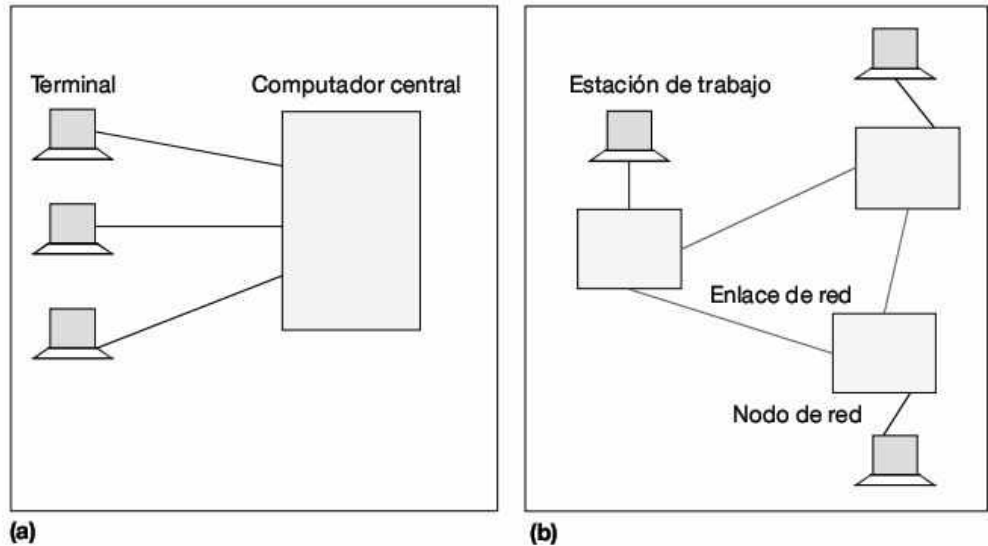 Terminal
Computador central
(a)
Estación de trabajo
Enlace de red
Nodo de red
(b)